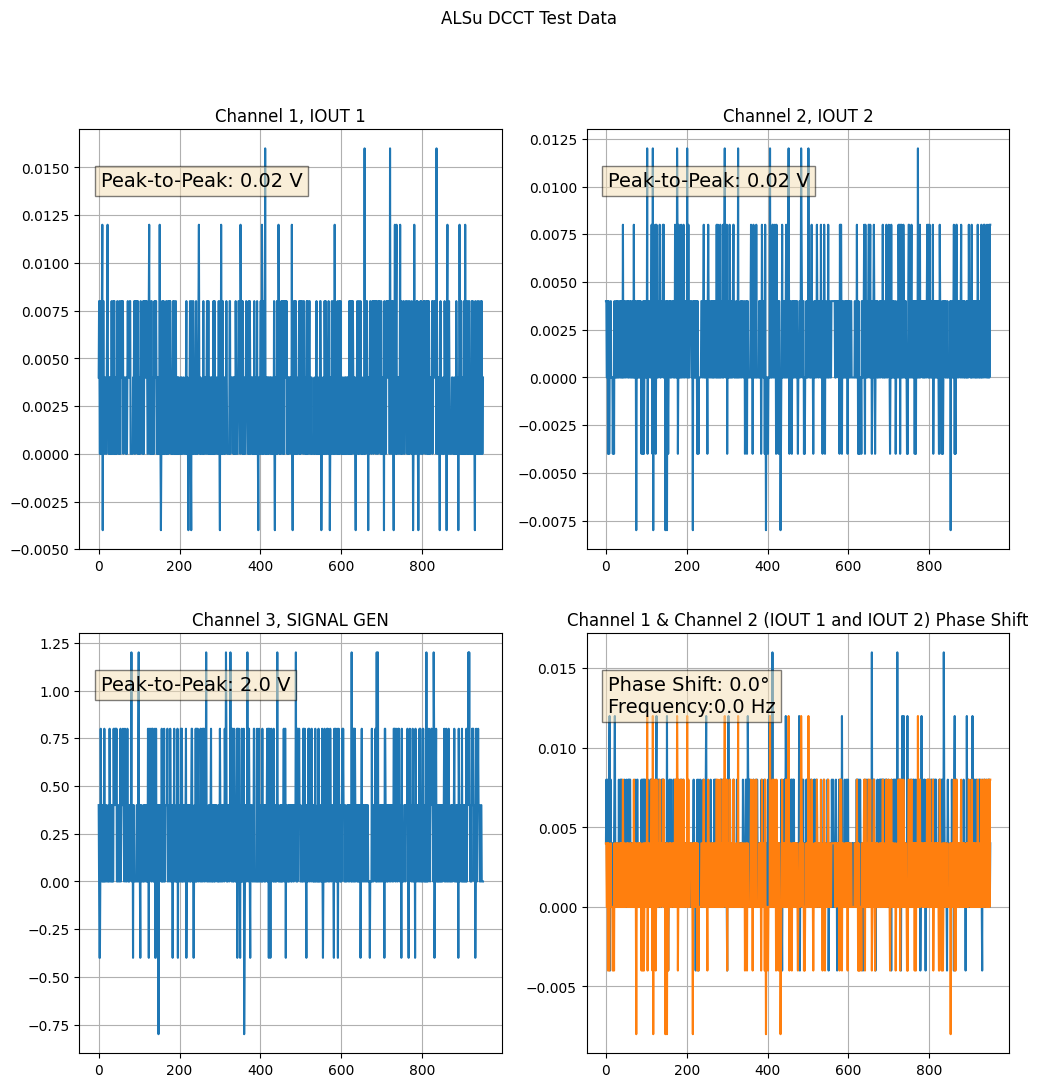 ALSu DCCT Test Data
Channel 1, IOUT 1
0.0150
0.0125
0.0100
0.0075
0.0050
0.0025
0.0000
−0.0025
−0.0050
Peak-to-Peak: 0.02 V
0 200 400 600 800
Channel 2, IOUT 2
0.0125
0.0100
0.0075
0.0050
0.0025
0.0000
−0.0025
−0.0050
−0.0075
Peak-to-Peak: 0.02 V
0 200 400 600 800
Channel 3, SIGNAL GEN
1.25
1.00
0.75
0.50
0.25
0.00
−0.25
−0.50
−0.75
Peak-to-Peak: 2.0 V
0 200 400 600 800
Channel 1 & Channel 2 (IOUT 1 and IOUT 2) Phase Shift
0.015
0.010
0.005
0.000
−0.005
Phase Shift: 0.0°
Frequency:0.0 Hz
0 200 400 600 800